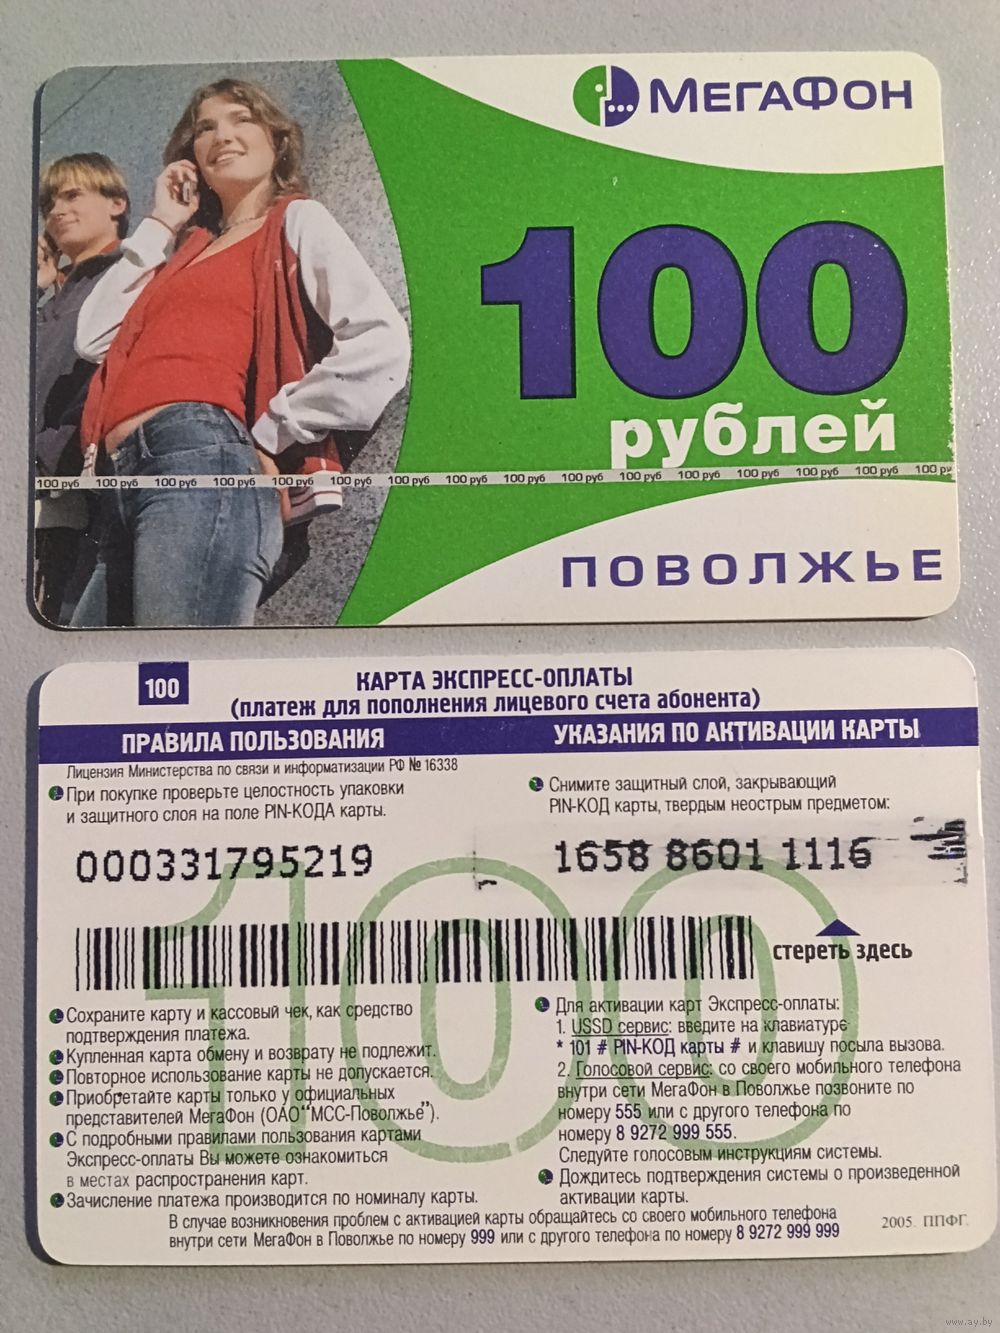 МЕГАФОН
100
рублей
100 руб 100 руб 100 руб 100 руб 100 руб 100 руб 100 руб 100 руб 100 руб 100 руб 100 руб 100 руб 100 руб 100 руб 100 руб 100 ру
ПОВОЛЖЬЕ
100
КАРТА ЭКСПРЕСС-ОПЛАТЫ
(платеж для пополнения лицевого счета абонента)
ПРАВИЛА ПОЛЬЗОВАНИЯ
Лицензия Министерства по связи и информатизации РФ № 16338
При покупке проверьте целостность упаковки
и защитного слоя на поле PIN-КОДА карты.
000331795219
Сохраните карту и кассовый чек, как средство
подтверждения платежа.
Купленная карта обмену и возврату не подлежит.
Повторное использование карты не допускается.
Приобретайте карты только у официальных
представителей МегаФон (ОАО "МСС-Поволжье").
С подробными правилами пользования картами
Экспресс-оплаты Вы можете ознакомиться
в местах распространения карт.
Зачисление платежа производится по номиналу карты.
УКАЗАНИЯ ПО АКТИВАЦИИ КАРТЫ
Снимите защитный слой, закрывающий
PIN-КОД карты, твердым неострым предметом:
1658 8601 1116
стереть здесь
Для активации карт Экспресс-оплаты:
1. USSD сервис: введите на клавиатуре
* 101 # PIN-КОД карты # и клавишу посыла вызова.
2. Голосовой сервис: со своего мобильного телефона
внутри сети МегаФон в Поволжье позвоните по
номеру 555 или с другого телефона по
номеру 8 9272 999 555.
Следуйте голосовым инструкциям системы.
Дождитесь подтверждения системы о произведенной
активации карты.
100
В случае возникновения проблем с активацией карты обращайтесь со своего мобильного телефона
внутри сети МегаФон в Поволжье по номеру 999 или с другого телефона по номеру 8 9272 999 999
2005. ППФГ.
www.ay.by